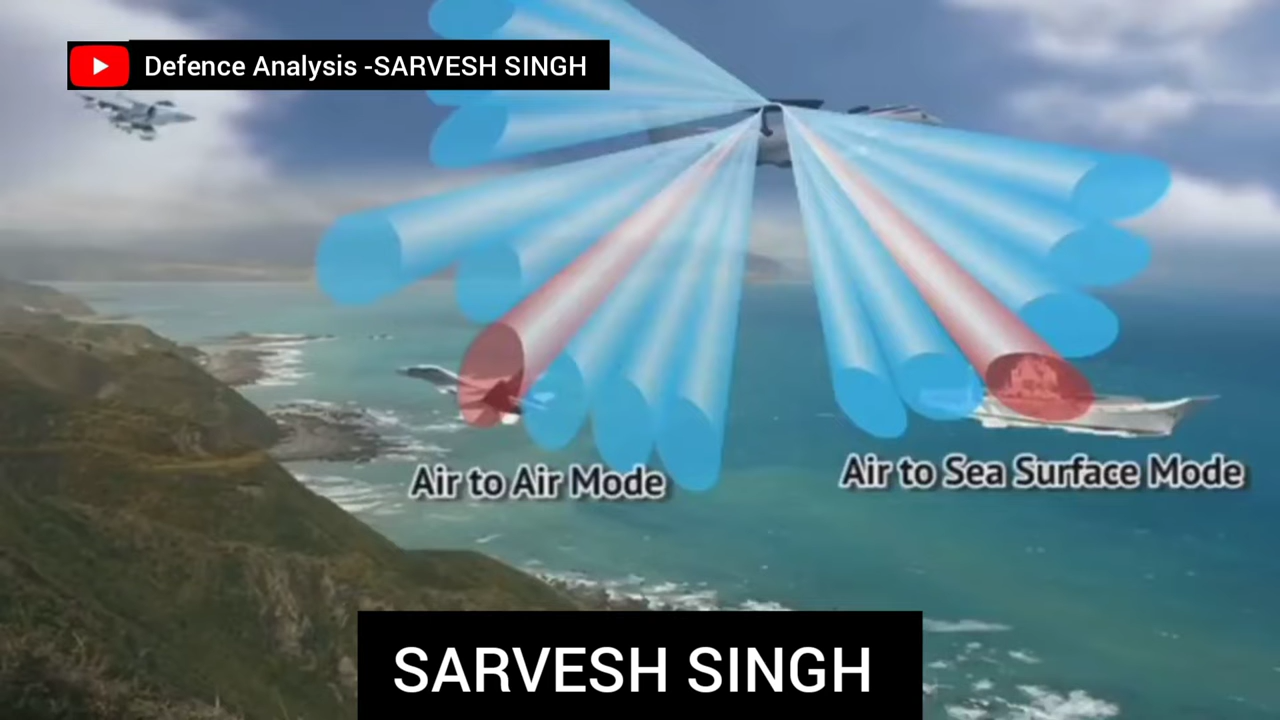 Defence Analysis -SARVESH SINGH
Air to Air Mode
Air to Sea Surface Mode
SARVESH SINGH